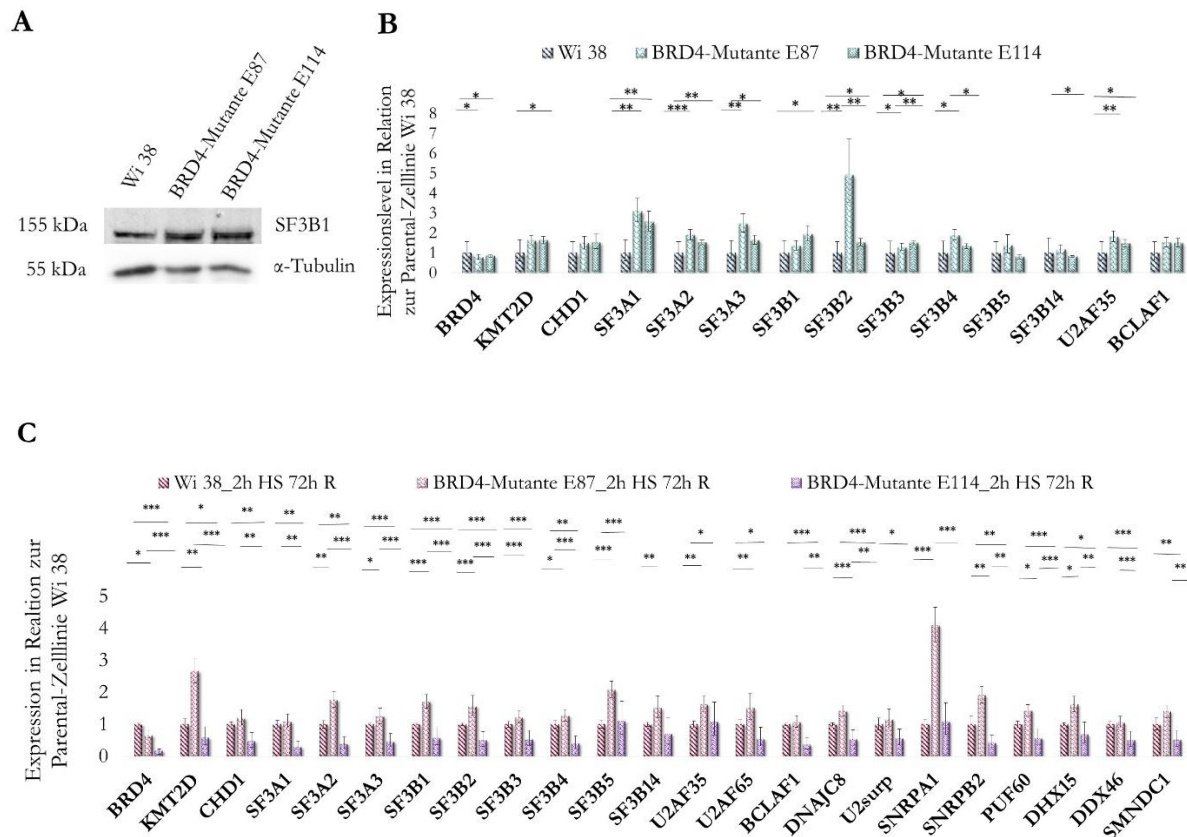 A
Wi 38
BRD4-Mutante E87
BRD4-Mutante E114
155 kDa
SF3B1
55 kDa
α-Tubulin
B
Wi 38
BRD4-Mutante E87
BRD4-Mutante E114
Expressionslevel in Relation
zur Parental-Zelllinie Wi 38
8
7
6
5
4
3
2
1
0
* * * ** ** *** ** ** * * ** * ** * ** * * * * * **
BRD4
KMT2D
CHD1
SF3A1
SF3A2
SF3A3
SF3B1
SF3B2
SF3B3
SF3B4
SF3B5
SF3B14
U2AF35
BCLAF1
C
Wi 38_2h HS 72h R
BRD4-Mutante E87_2h HS 72h R
BRD4-Mutante E114_2h HS 72h R
Expression in Realtion zur
Parental-Zelllinie Wi 38
5
4
3
2
1
0
BRD4
KMT2D
CHD1
SF3A1
SF3A2
SF3A3
SF3B1
SF3B2
SF3B3
SF3B4
SF3B5
SF3B14
U2AF35
U2AF65
BCLAF1
DNAJC8
U2surp
SNRPA1
SNRPB2
PUF60
DHX15
DDX46
SMNDC1